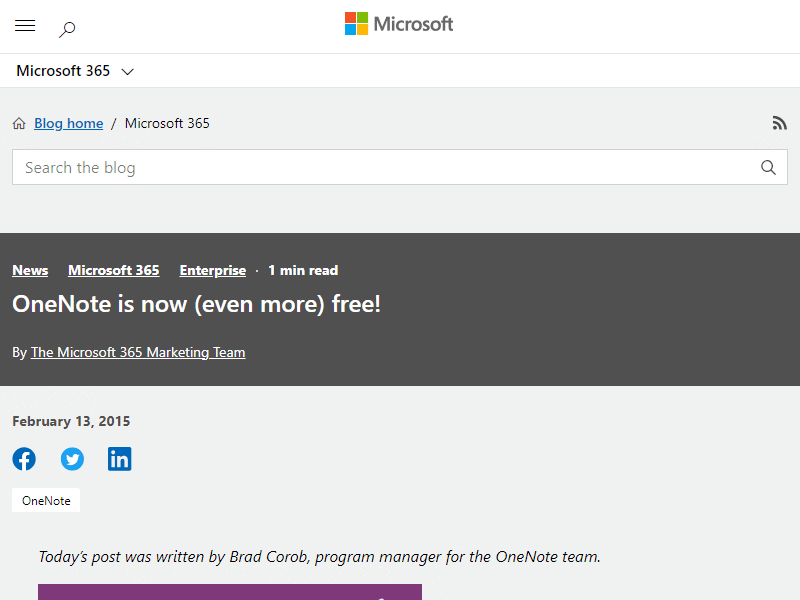 Microsoft
Microsoft 365
Blog home / Microsoft 365
Search the blog
News Microsoft 365 Enterprise · 1 min read
OneNote is now (even more) free!
By The Microsoft 365 Marketing Team
February 13, 2015
OneNote
Today's post was written by Brad Corob, program manager for the OneNote team.